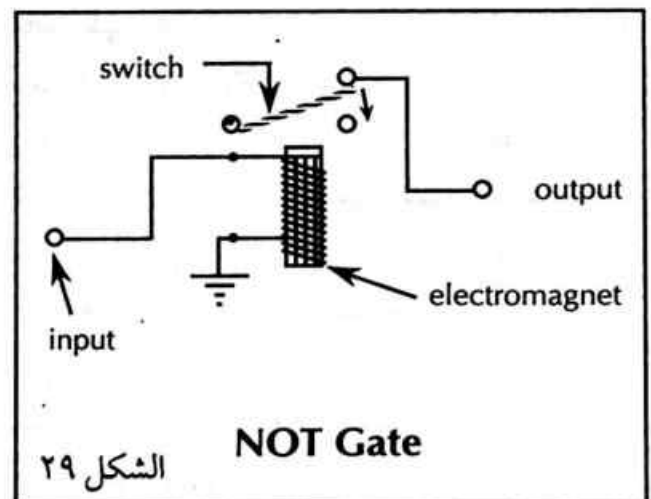 switch
output
electromagnet
input
NOT Gate
الشكل ٢٩